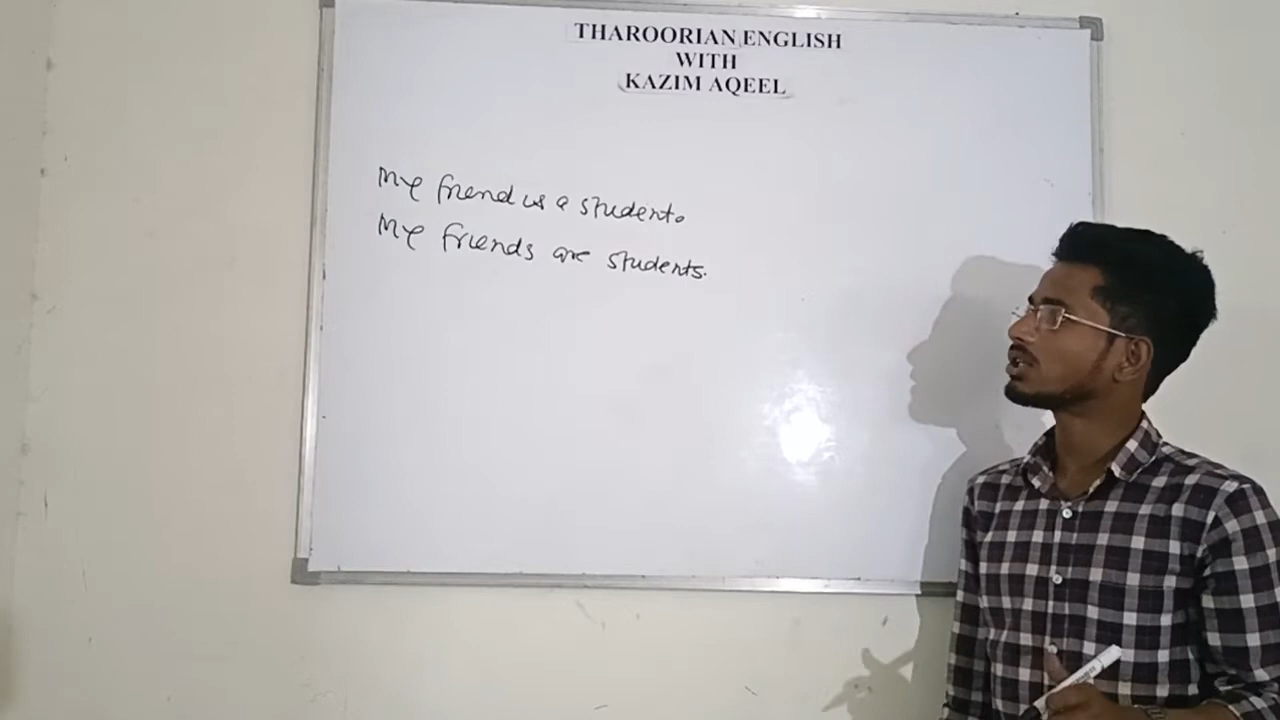 THAROORIAN ENGLISH
WITH
KAZIM AQEEL
My friend is a student.
My friends are students.